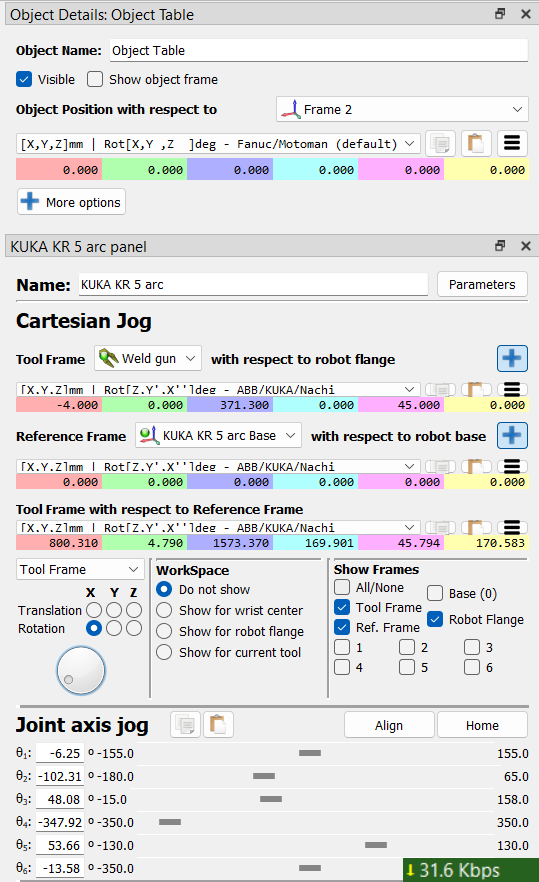 Object Details: Object Table
Object Name: Object Table
Visible Show object frame
Object Position with respect to Frame 2
[X,Y,Z]mm | Rot[X,Y ,Z ]deg - Fanuc/Motoman (default)
0.000 0.000 0.000 0.000 0.000 0.000
More options
KUKA KR 5 arc panel
Name: KUKA KR 5 arc Parameters
Cartesian Jog
Tool Frame Weld gun with respect to robot flange
[X,Y,Z]mm | Rot[Z,Y',X'']deg - ABB/KUKA/Nachi
-4.000 0.000 371.300 0.000 45.000 0.000
Reference Frame KUKA KR 5 arc Base with respect to robot base
[X,Y,Z]mm | Rot[Z,Y',X'']deg - ABB/KUKA/Nachi
0.000 0.000 0.000 0.000 0.000 0.000
Tool Frame with respect to Reference Frame
[X,Y,Z]mm | Rot[Z,Y',X'']deg - ABB/KUKA/Nachi
800.310 4.790 1573.370 169.901 45.794 170.583
Tool Frame
X Y Z
Translation
Rotation
WorkSpace
Do not show
Show for wrist center
Show for robot flange
Show for current tool
Show Frames
All/None Base (0)
Tool Frame
Ref. Frame Robot Flange
1 2 3
4 5 6
Joint axis jog Align Home
θ₁: -6.25 º -155.0 155.0
θ₂: -102.31 º -180.0 65.0
θ₃: 48.08 º -15.0 158.0
θ₄: -347.92 º -350.0 350.0
θ₅: 53.66 º -130.0 130.0
θ₆: -13.58 º -350.0
31.6 Kbps